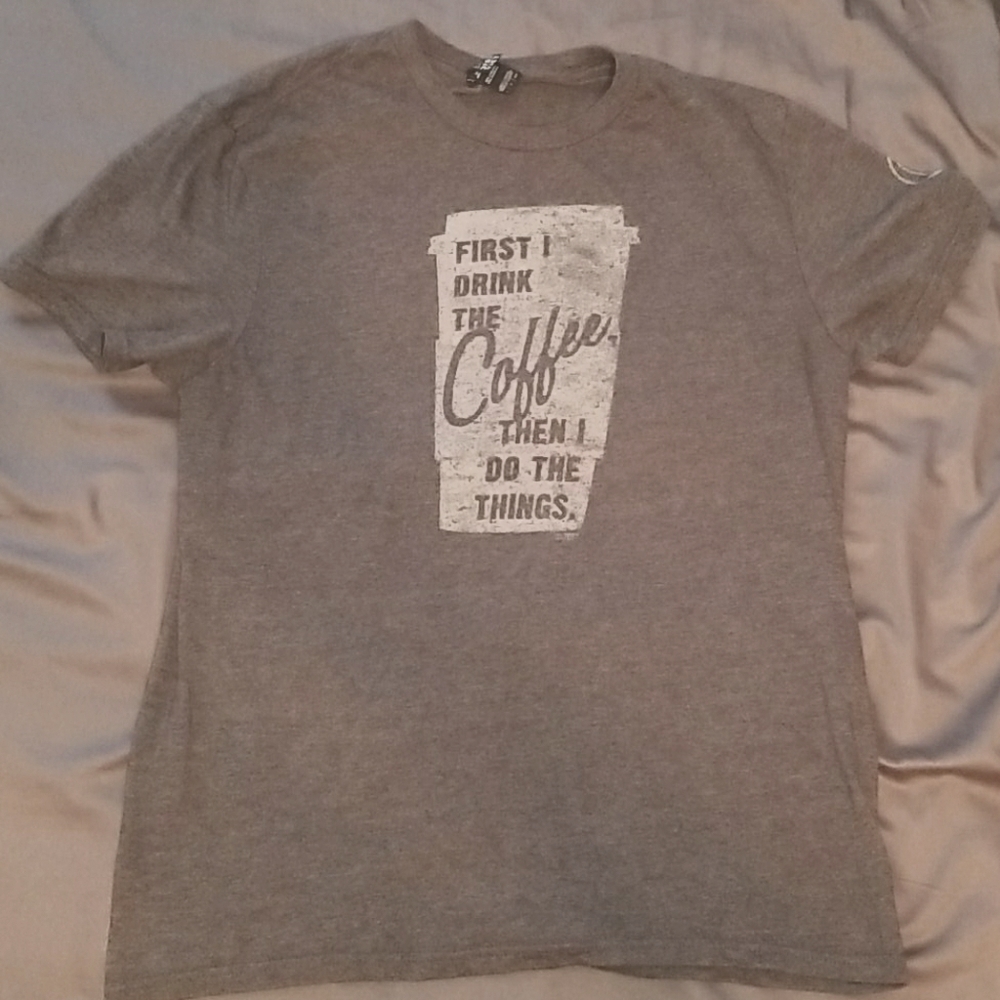 FIRST I
DRINK
THE
Coffee,
THEN I
DO THE
THINGS.